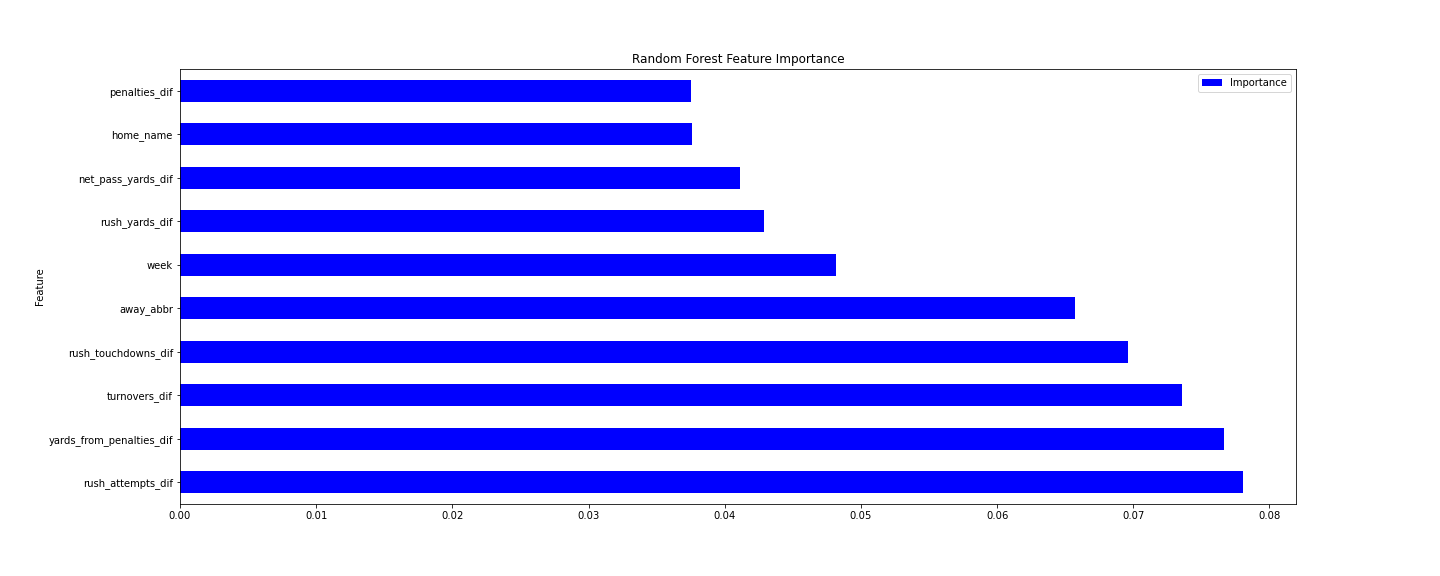 Random Forest Feature Importance
Importance
penalties_dif
home_name
net_pass_yards_dif
rush_yards_dif
week
away_abbr
rush_touchdowns_dif
turnovers_dif
yards_from_penalties_dif
rush_attempts_dif
Feature
0.00 0.01 0.02 0.03 0.04 0.05 0.06 0.07 0.08